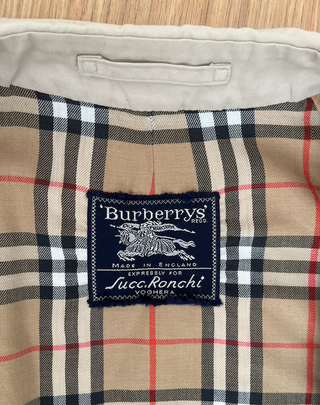 'Burberrys'
REGD.
MADE IN ENGLAND
EXPRESSLY FOR
Succ. Ronchi
VOGHERA